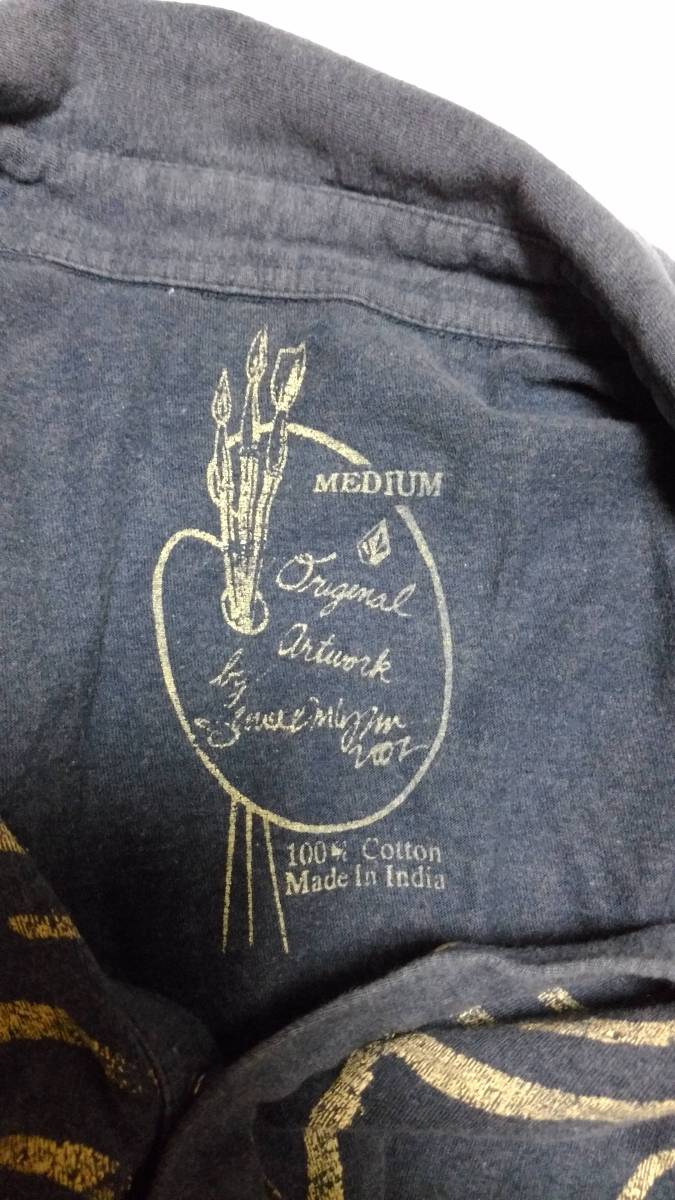 MEDIUM
Original
Artwork
by
100% Cotton
Made In India